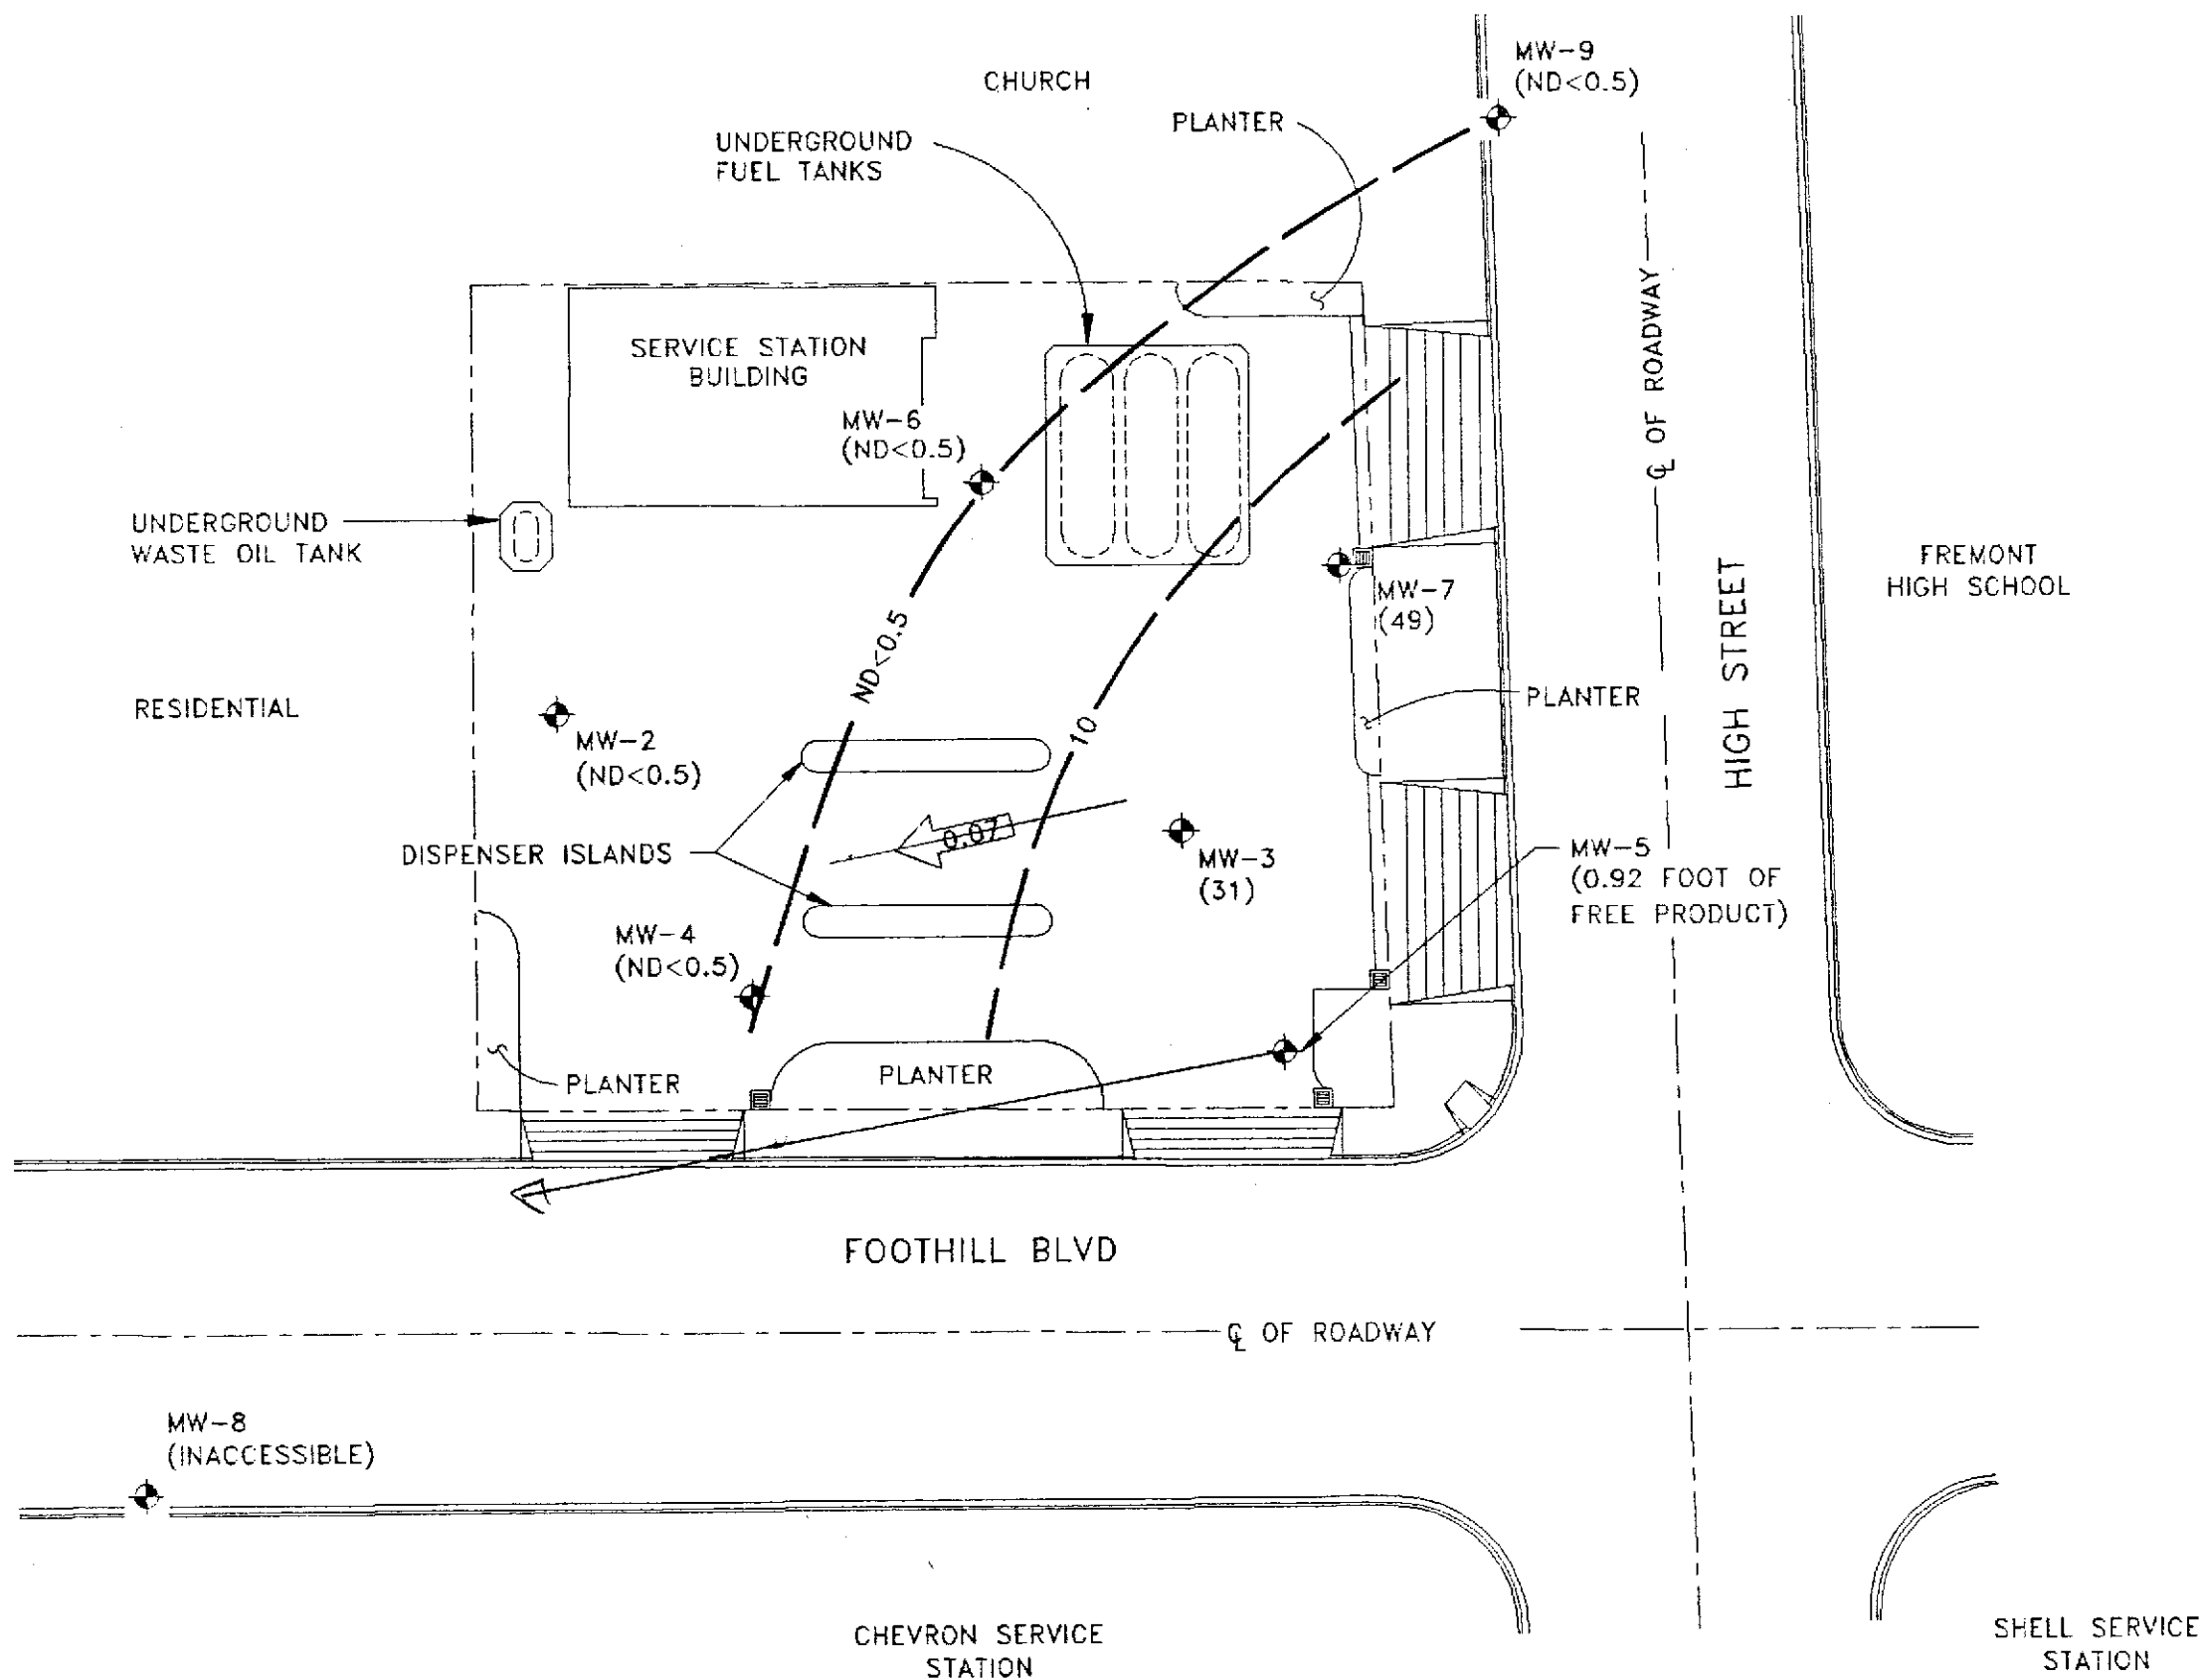 MW-9
(ND<0.5)
CHURCH
PLANTER
UNDERGROUND
FUEL TANKS
℄ OF ROADWAY
SERVICE STATION
BUILDING
MW-6
(ND<0.5)
UNDERGROUND
WASTE OIL TANK
FREMONT
HIGH SCHOOL
MW-7
(49)
HIGH STREET
ND<0.5
RESIDENTIAL
PLANTER
MW-2
(ND<0.5)
10
0.07
DISPENSER ISLANDS
MW-3
(31)
MW-5
(0.92 FOOT OF
FREE PRODUCT)
MW-4
(ND<0.5)
PLANTER
PLANTER
FOOTHILL BLVD
℄ OF ROADWAY
MW-8
(INACCESSIBLE)
CHEVRON SERVICE
STATION
SHELL SERVICE
STATION